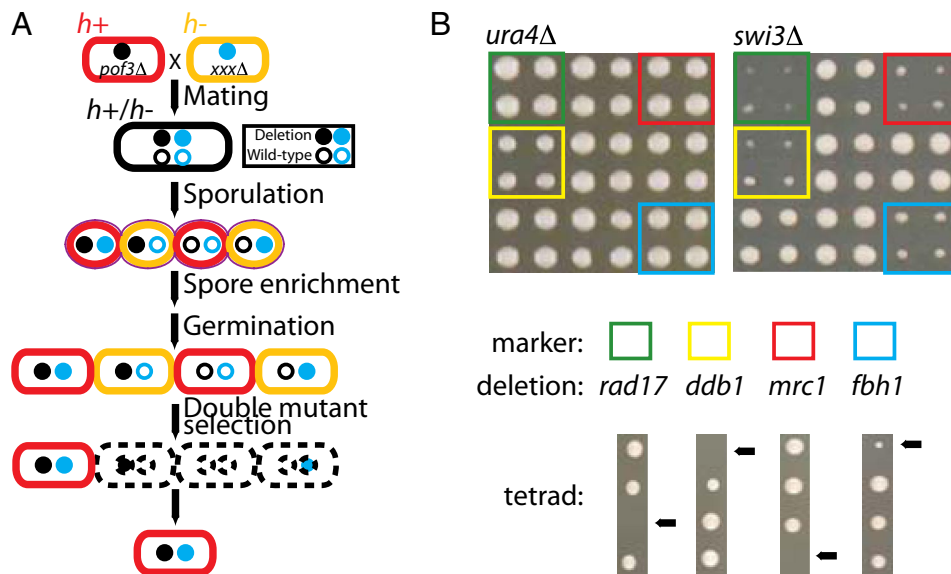 A
h+
h-
pof3Δ
x
xxxΔ
Mating
h+/h-
Deletion
Wild-type
Sporulation
Spore enrichment
Germination
Double mutant
selection
B
ura4Δ
swi3Δ
marker:
deletion: rad17 ddb1 mrc1 fbh1
tetrad: